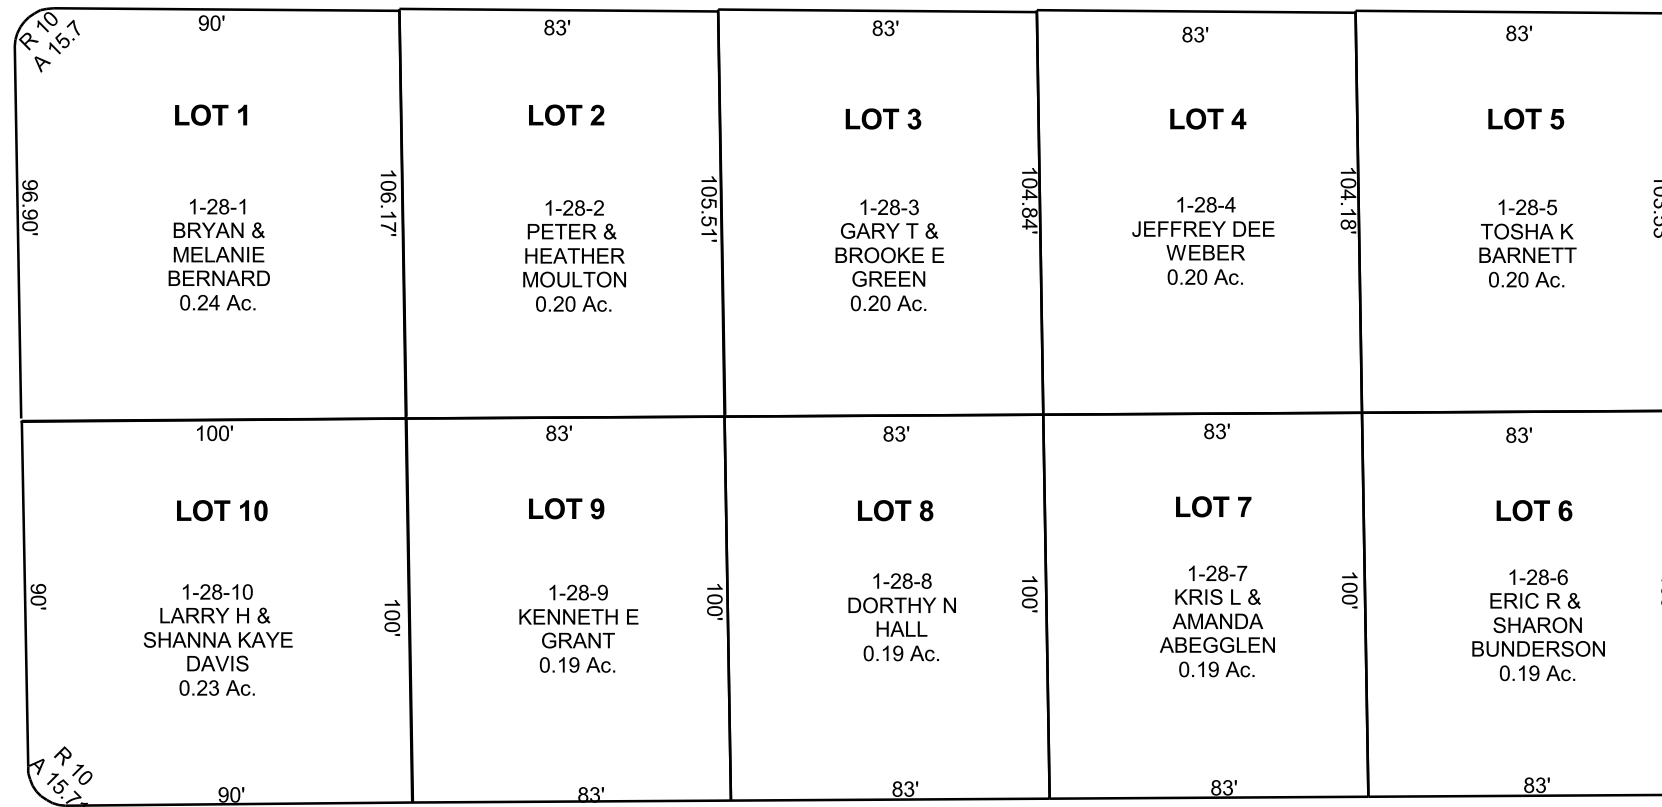 R 10
A 15.7
90'
83'
83'
83'
83'
LOT 1
LOT 2
LOT 3
LOT 4
LOT 5
96.90'
106.17'
105.51'
104.84'
104.18'
1-28-1
BRYAN &
MELANIE
BERNARD
0.24 Ac.
1-28-2
PETER &
HEATHER
MOULTON
0.20 Ac.
1-28-3
GARY T &
BROOKE E
GREEN
0.20 Ac.
1-28-4
JEFFREY DEE
WEBER
0.20 Ac.
1-28-5
TOSHA K
BARNETT
0.20 Ac.
100'
83'
83'
83'
83'
LOT 10
LOT 9
LOT 8
LOT 7
LOT 6
90'
100'
100'
100'
100'
1-28-10
LARRY H &
SHANNA KAYE
DAVIS
0.23 Ac.
1-28-9
KENNETH E
GRANT
0.19 Ac.
1-28-8
DORTHY N
HALL
0.19 Ac.
1-28-7
KRIS L &
AMANDA
ABEGGLEN
0.19 Ac.
1-28-6
ERIC R &
SHARON
BUNDERSON
0.19 Ac.
R 10
A 15.7
90'
83'
83'
83'
83'